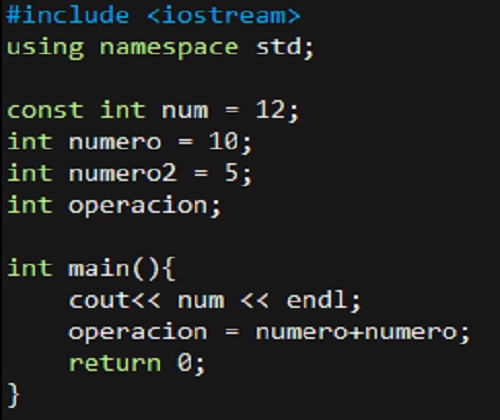 #include <iostream>
using namespace std;
const int num = 12;
int numero = 10;
int numero2 = 5;
int operacion;
int main(){
cout<< num << endl;
operacion = numero+numero;
return 0;
}